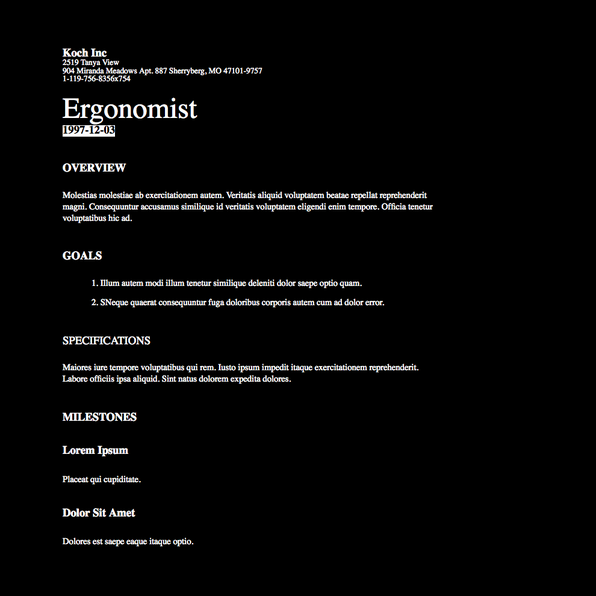 Koch Inc
2519 Tanya View
904 Miranda Meadows Apt. 887 Sherryberg, MO 47101-9757
1-119-756-8356x754
Ergonomist
1997-12-03
OVERVIEW
Molestias molestiae ab exercitationem autem. Veritatis aliquid voluptatem beatae repellat reprehenderit
magni. Consequuntur accusamus similique id veritatis voluptatem eligendi enim tempore. Officia tenetur
voluptatibus hic ad.
GOALS
1. Illum autem modi illum tenetur similique deleniti dolor saepe optio quam.
2. SNeque quaerat consequuntur fuga doloribus corporis autem cum ad dolor error.
SPECIFICATIONS
Maiores iure tempore voluptatibus qui rem. Iusto ipsum impedit itaque exercitationem reprehenderit.
Labore officiis ipsa aliquid. Sint natus dolorem expedita dolores.
MILESTONES
Lorem Ipsum
Placeat qui cupiditate.
Dolor Sit Amet
Dolores est saepe eaque itaque optio.